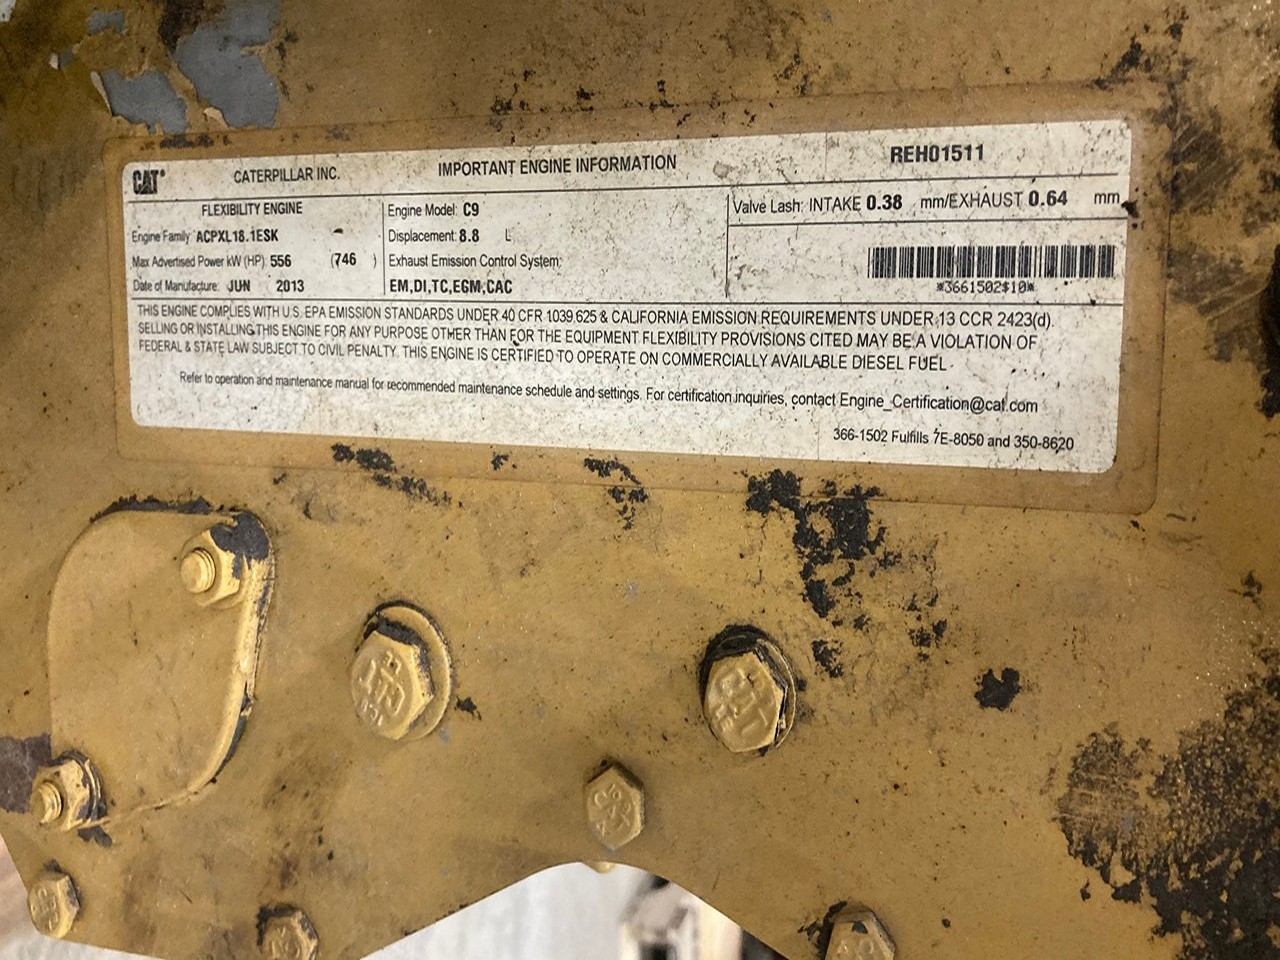 CAT® CATERPILLAR INC. IMPORTANT ENGINE INFORMATION REH01511
FLEXIBILITY ENGINE
Engine Family: ACPXL18.1ESK
Max Advertised Power kW (HP): 556 (746)
Date of Manufacture: JUN 2013
Engine Model: C9
Displacement: 8.8 L
Exhaust Emission Control System:
EM,DI,TC,EGM,CAC
Valve Lash: INTAKE 0.38 mm/EXHAUST 0.64 mm
*3661502$10*
THIS ENGINE COMPLIES WITH U.S. EPA EMISSION STANDARDS UNDER 40 CFR 1039.625 & CALIFORNIA EMISSION REQUIREMENTS UNDER 13 CCR 2423(d).
SELLING OR INSTALLING THIS ENGINE FOR ANY PURPOSE OTHER THAN FOR THE EQUIPMENT FLEXIBILITY PROVISIONS CITED MAY BE A VIOLATION OF
FEDERAL & STATE LAW SUBJECT TO CIVIL PENALTY. THIS ENGINE IS CERTIFIED TO OPERATE ON COMMERCIALLY AVAILABLE DIESEL FUEL.
Refer to operation and maintenance manual for recommended maintenance schedule and settings. For certification inquiries, contact Engine_Certification@cat.com
366-1502 Fulfills 7E-8050 and 350-8620
CAT
CAT
CAT